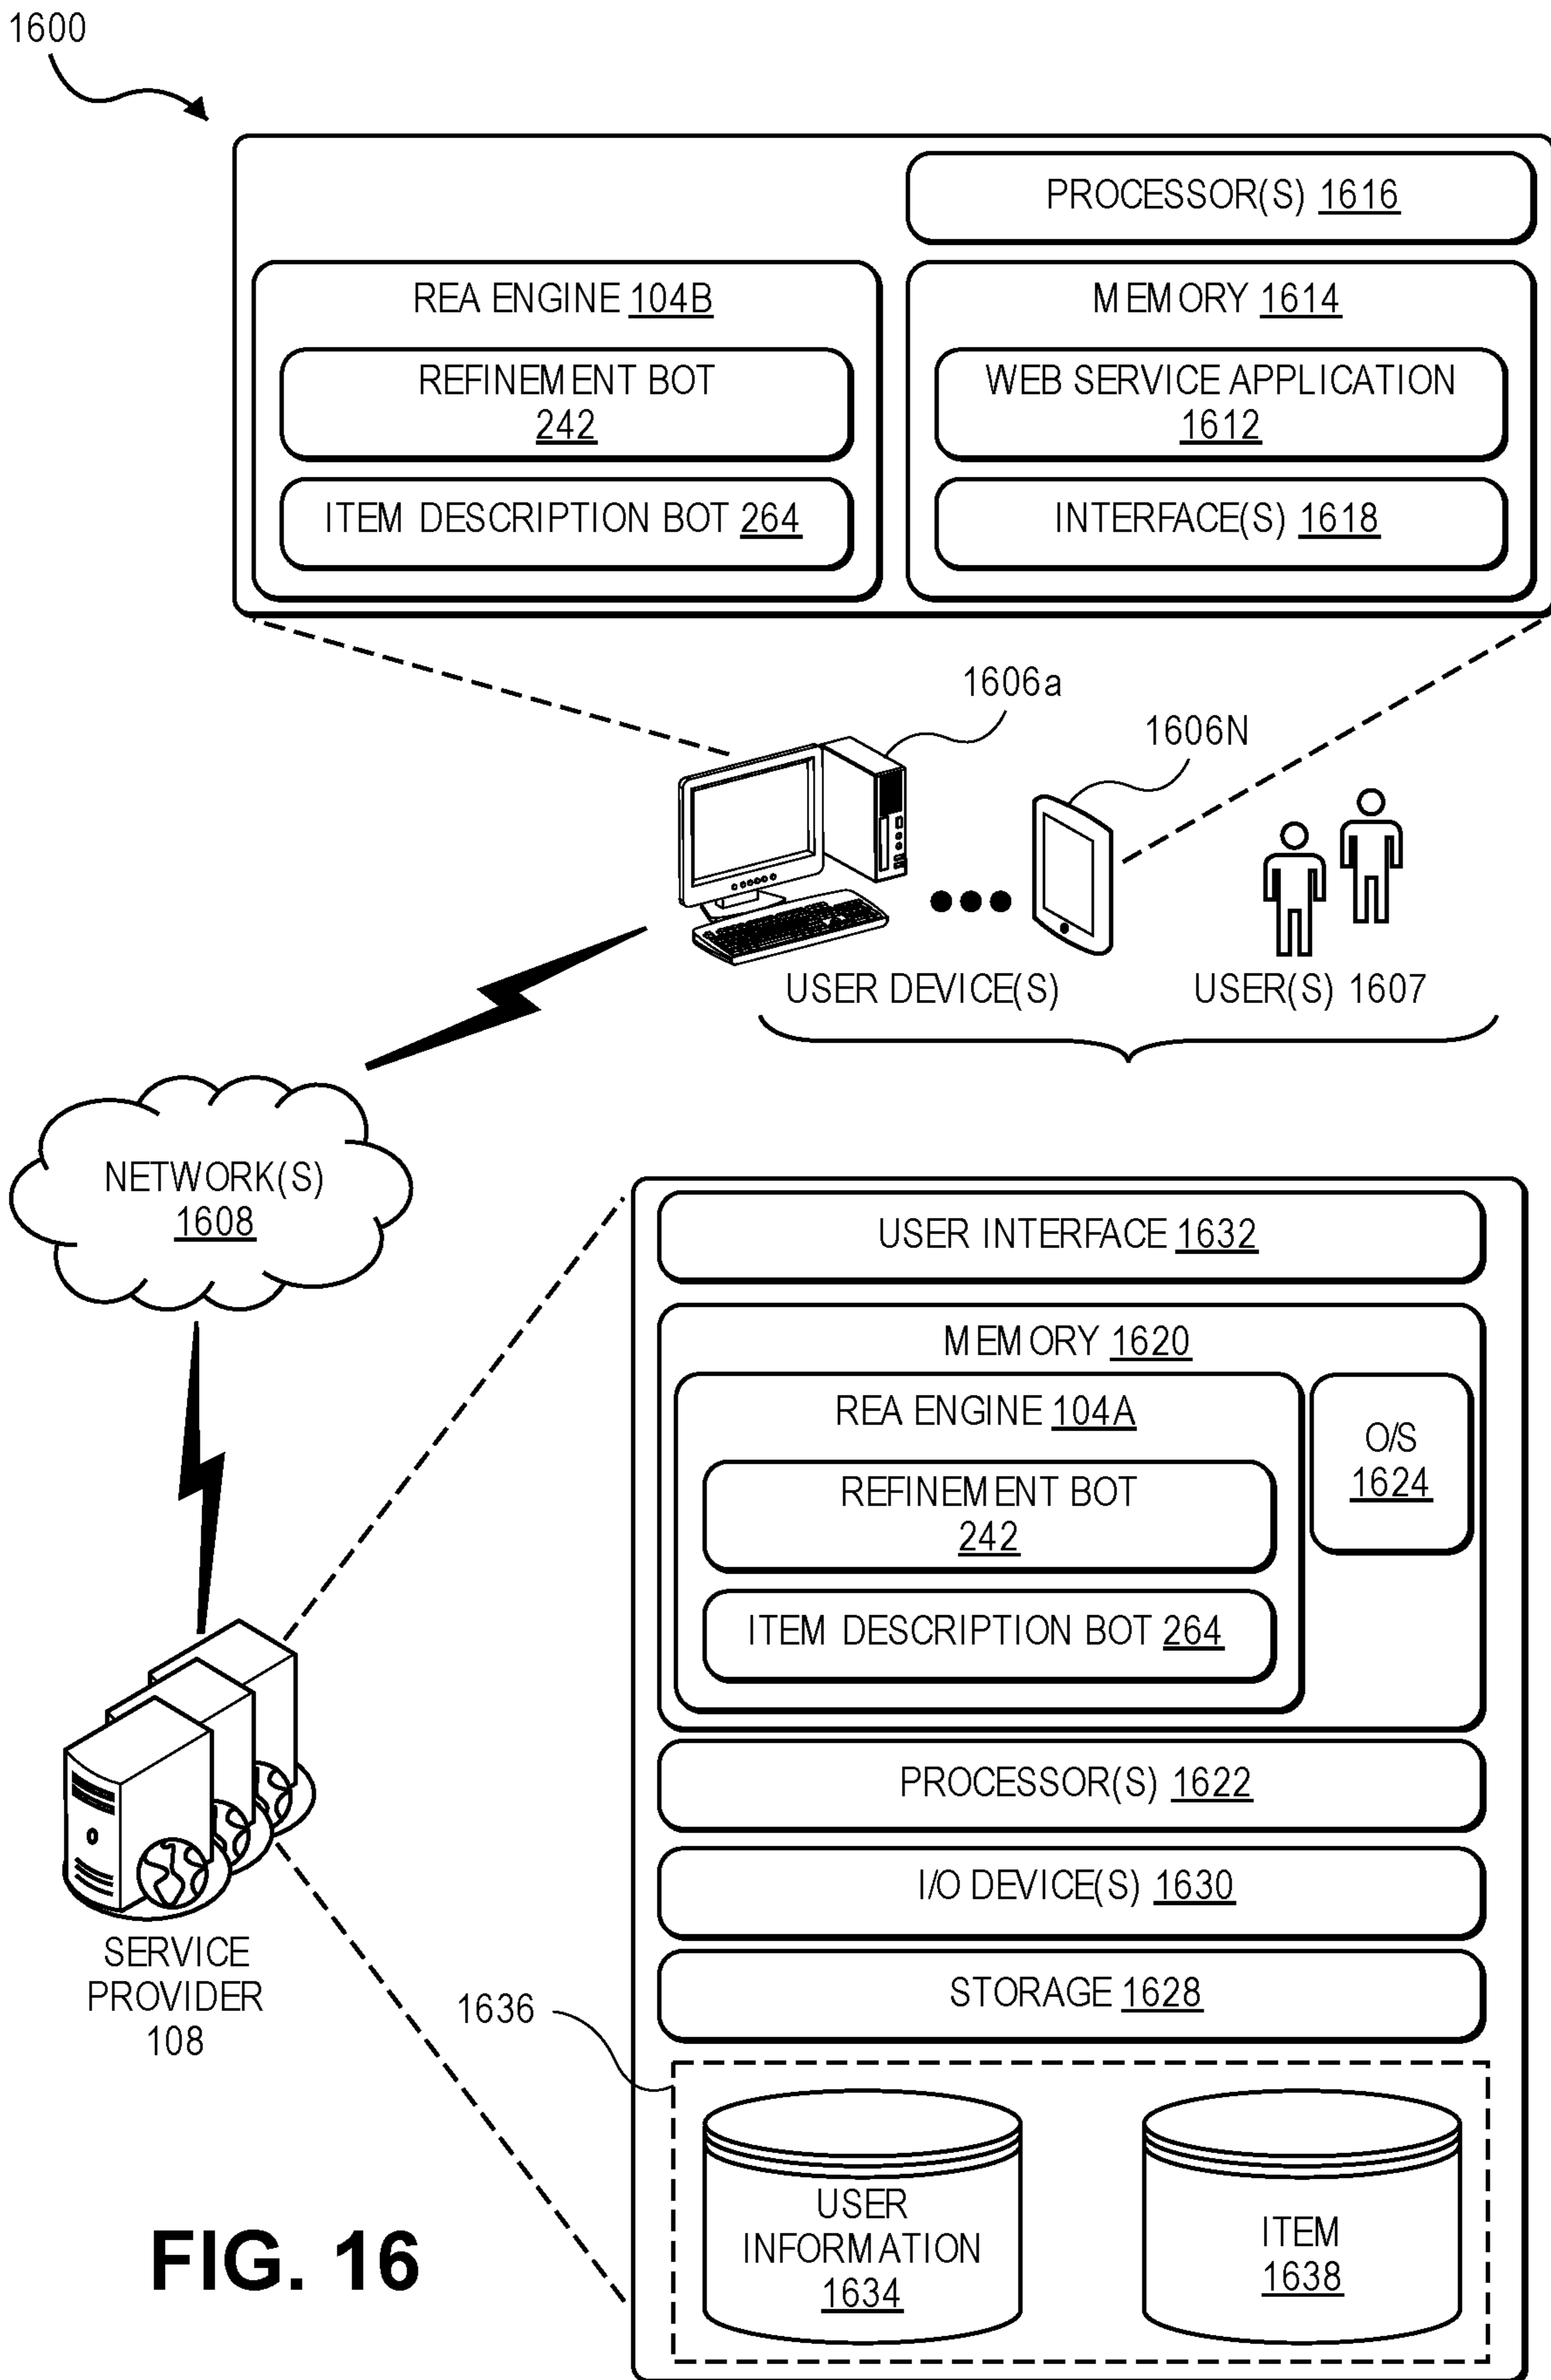 1600
PROCESSOR(S) 1616
REA ENGINE 104B
REFINEMENT BOT
242
ITEM DESCRIPTION BOT 264
MEMORY 1614
WEB SERVICE APPLICATION
1612
INTERFACE(S) 1618
1606a
1606N
USER DEVICE(S)
USER(S) 1607
NETWORK(S)
1608
USER INTERFACE 1632
MEMORY 1620
REA ENGINE 104A
REFINEMENT BOT
242
ITEM DESCRIPTION BOT 264
O/S
1624
PROCESSOR(S) 1622
I/O DEVICE(S) 1630
STORAGE 1628
SERVICE
PROVIDER
108
1636
USER
INFORMATION
1634
ITEM
1638
FIG. 16